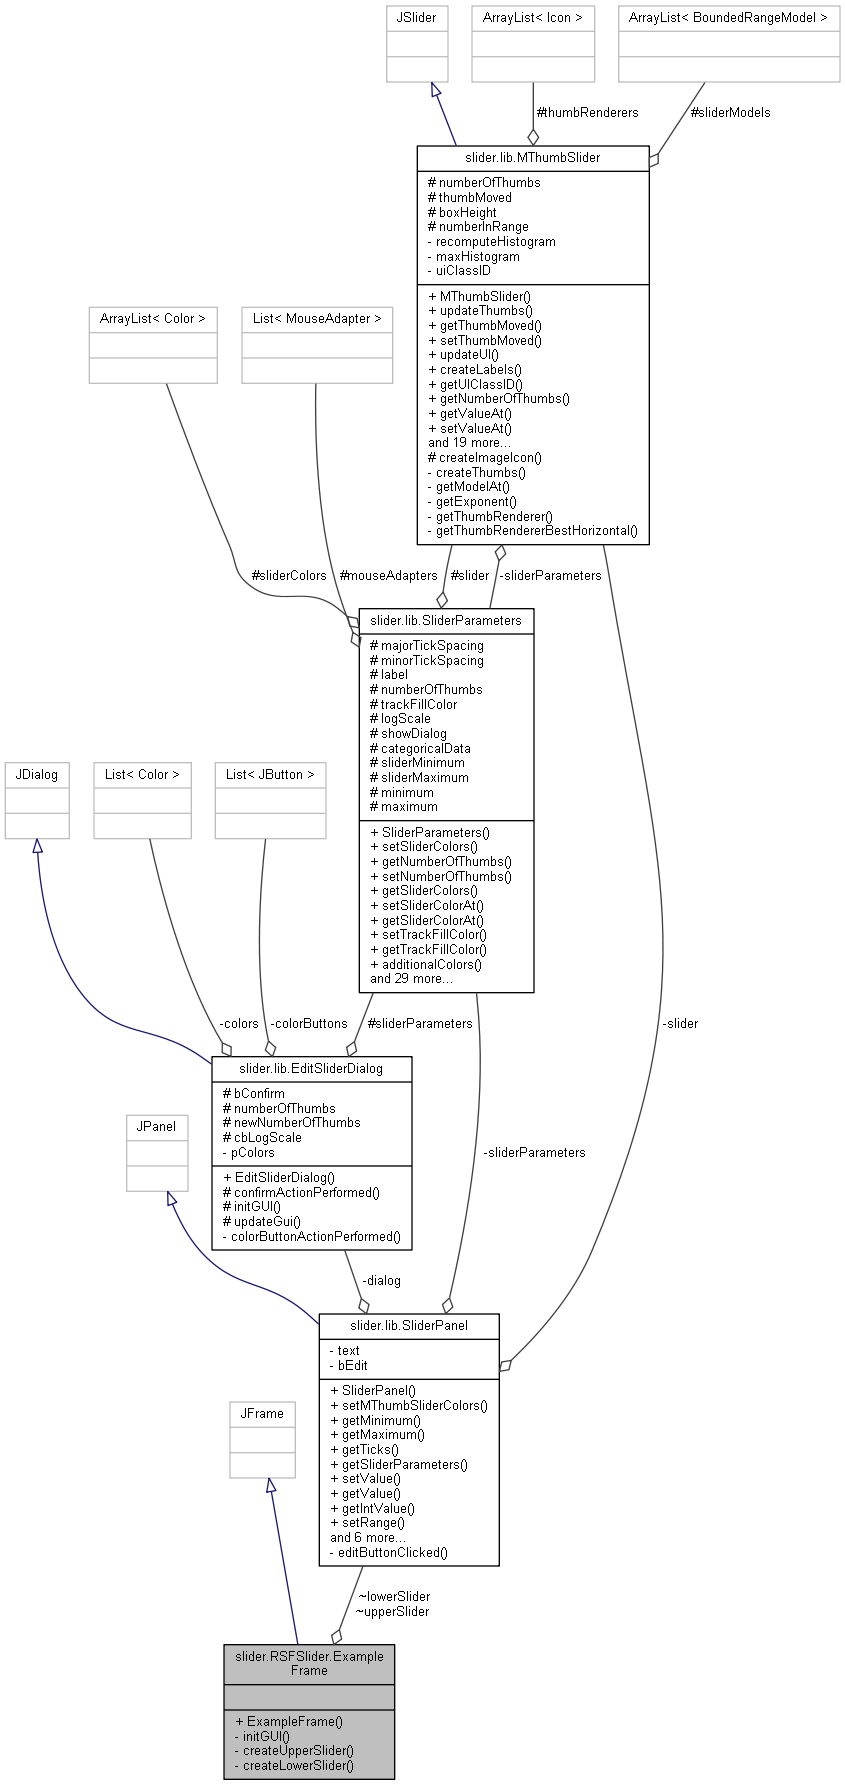 JSlider
ArrayList< Icon >
ArrayList< BoundedRangeModel >
#thumbRenderers
#sliderModels
slider.lib.MThumbSlider
# numberOfThumbs
# thumbMoved
# boxHeight
# numberInRange
- recomputeHistogram
- maxHistogram
- uiClassID
+ MThumbSlider()
+ updateThumbs()
+ getThumbMoved()
+ setThumbMoved()
+ updateUI()
+ createLabels()
+ getUIClassID()
+ getNumberOfThumbs()
+ getValueAt()
+ setValueAt()
and 19 more...
# createImageIcon()
- createThumbs()
- getModelAt()
- getExponent()
- getThumbRenderer()
- getThumbRendererBestHorizontal()
ArrayList< Color >
List< MouseAdapter >
#sliderColors
#mouseAdapters
#slider
-sliderParameters
slider.lib.SliderParameters
# majorTickSpacing
# minorTickSpacing
# label
# numberOfThumbs
# trackFillColor
# logScale
# showDialog
# categoricalData
# sliderMinimum
# sliderMaximum
# minimum
# maximum
+ SliderParameters()
+ setSliderColors()
+ getNumberOfThumbs()
+ setNumberOfThumbs()
+ getSliderColors()
+ setSliderColorAt()
+ getSliderColorAt()
+ setTrackFillColor()
+ getTrackFillColor()
+ additionalColors()
and 29 more...
JDialog
List< Color >
List< JButton >
-colors
-colorButtons
#sliderParameters
-slider
slider.lib.EditSliderDialog
# bConfirm
# numberOfThumbs
# newNumberOfThumbs
# cbLogScale
- pColors
+ EditSliderDialog()
# confirmActionPerformed()
# initGUI()
# updateGui()
- colorButtonActionPerformed()
JPanel
-sliderParameters
-dialog
slider.lib.SliderPanel
- text
- bEdit
+ SliderPanel()
+ setMThumbSliderColors()
+ getMinimum()
+ getMaximum()
+ getTicks()
+ getSliderParameters()
+ setValue()
+ getValue()
+ getIntValue()
+ setRange()
and 6 more...
- editButtonClicked()
JFrame
~lowerSlider
~upperSlider
slider.RSFSlider.Example
Frame
+ ExampleFrame()
- initGUI()
- createUpperSlider()
- createLowerSlider()